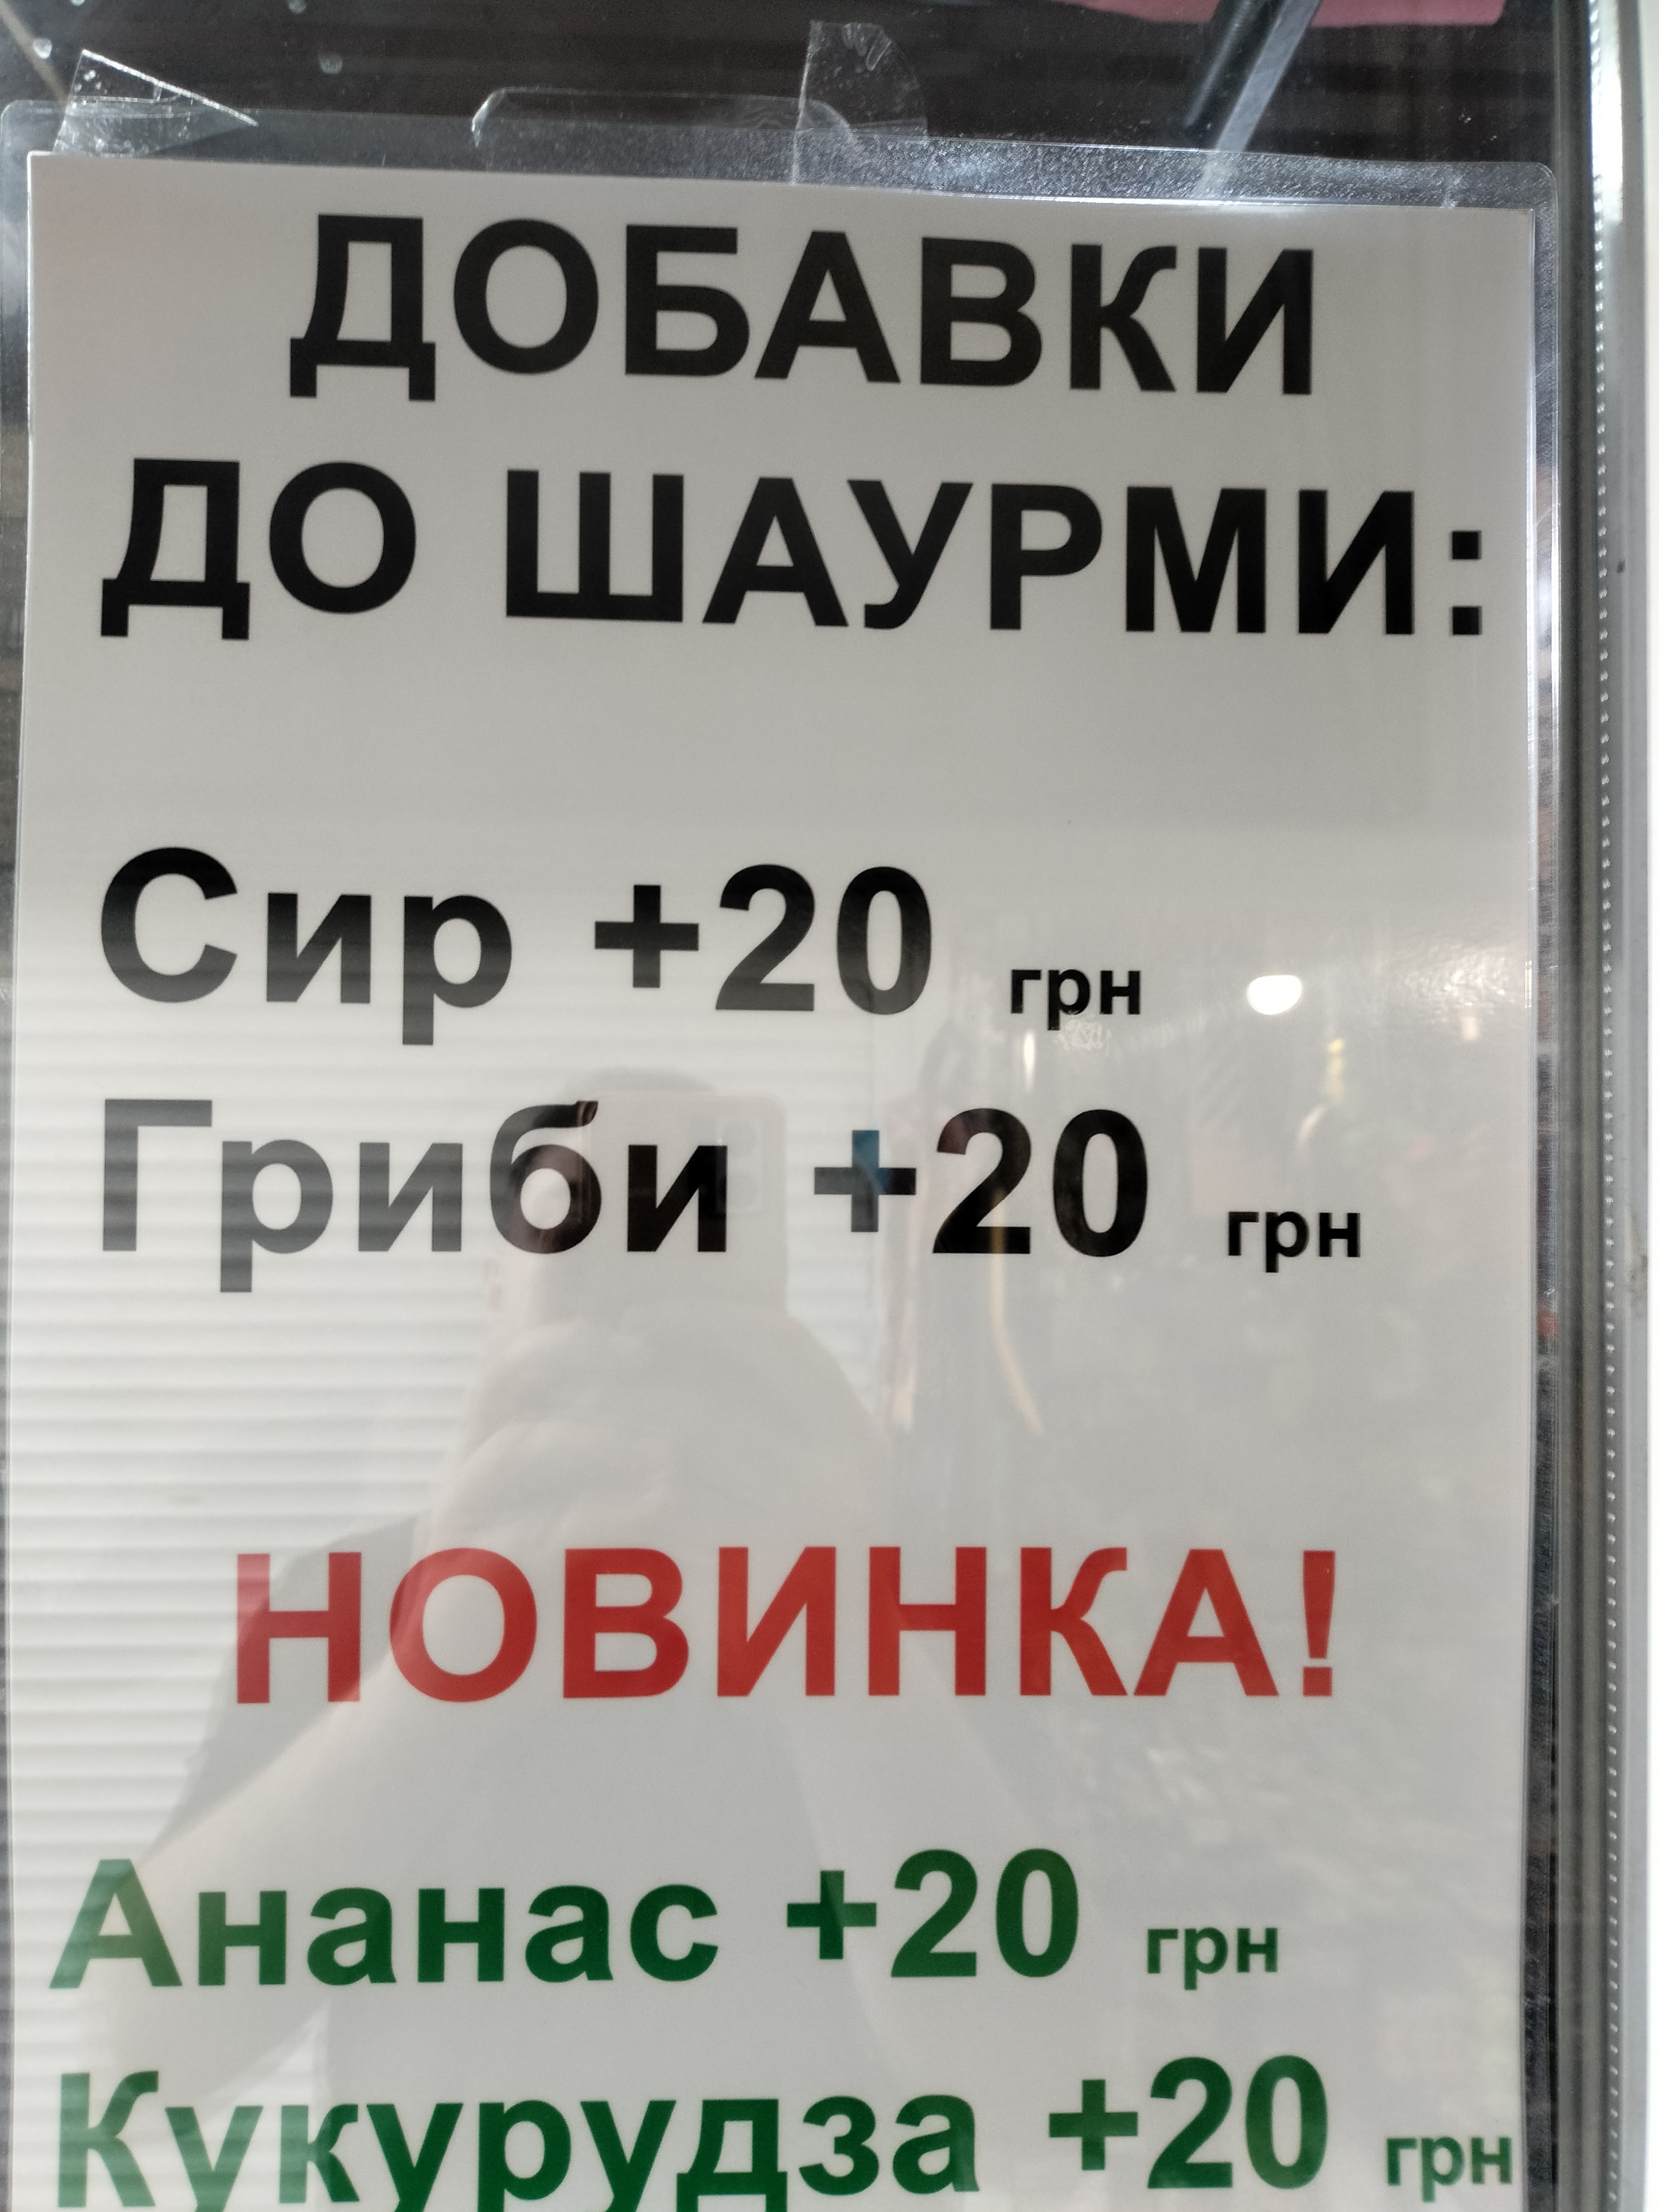 ДОБАВКИ
ДО ШАУРМИ:
Сир +20 грн
Гриби +20 грн
НОВИНКА!
Ананас +20 грн
Кукурудза +20 грн